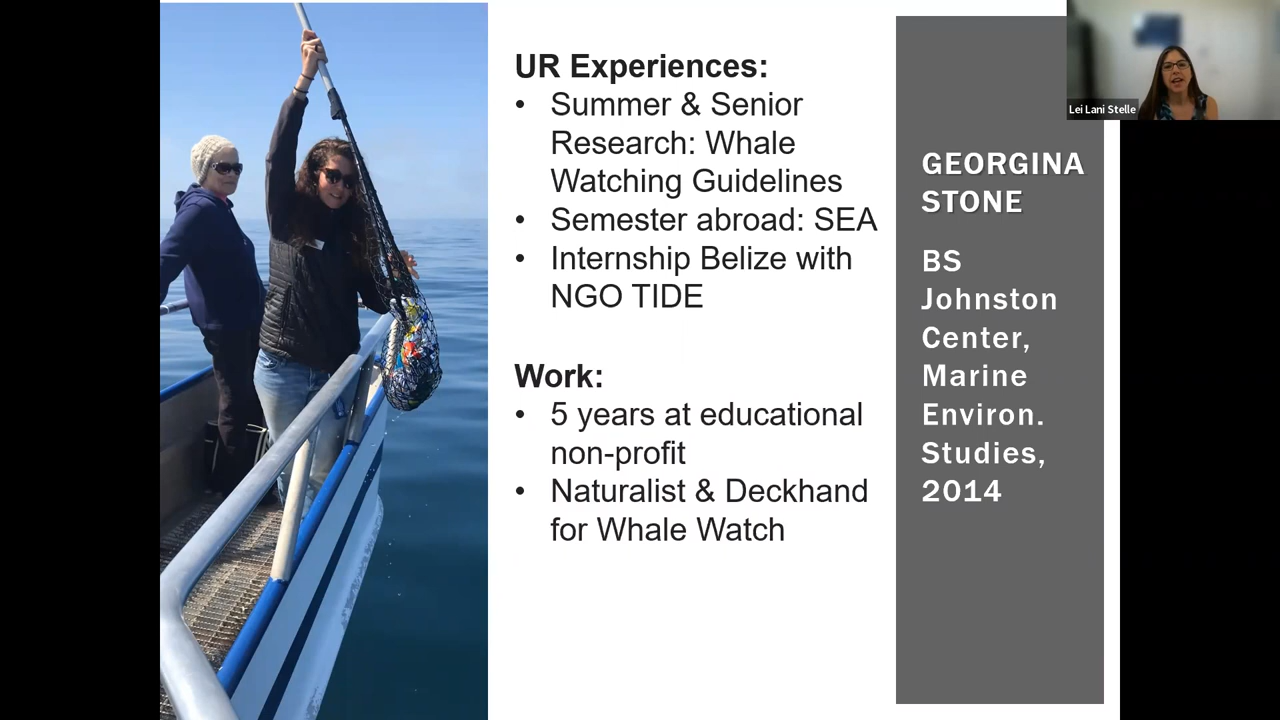 UR Experiences:
• Summer & Senior
Research: Whale
Watching Guidelines
• Semester abroad: SEA
• Internship Belize with
NGO TIDE
Work:
• 5 years at educational
non-profit
• Naturalist & Deckhand
for Whale Watch
GEORGINA
STONE
BS
Johnston
Center,
Marine
Environ.
Studies,
2014
Lei Lani Stelle